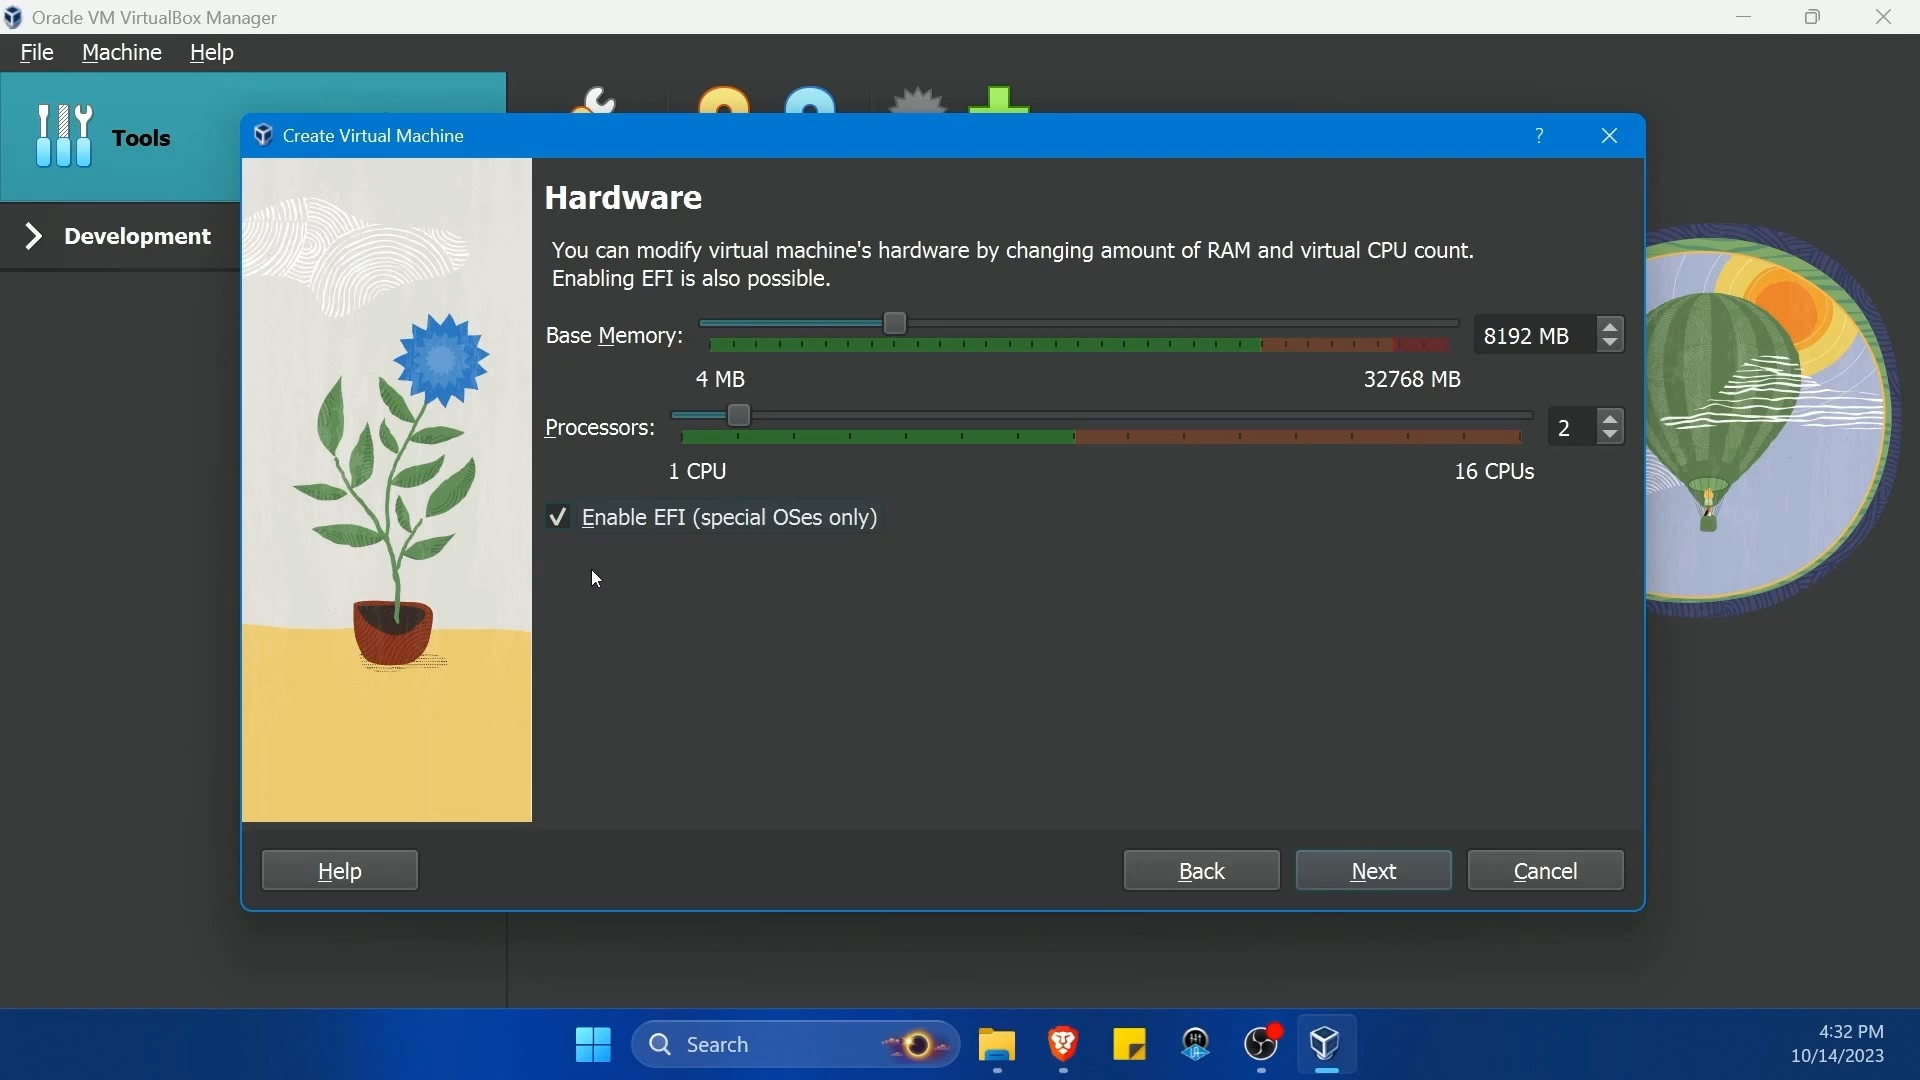 Oracle VM VirtualBox Manager
File Machine Help
Tools
Create Virtual Machine
?
Development
Hardware
You can modify virtual machine's hardware by changing amount of RAM and virtual CPU count.
Enabling EFI is also possible.
Base Memory:
8192 MB
4 MB 32768 MB
Processors:
2
1 CPU 16 CPUs
Enable EFI (special OSes only)
Help Back Next Cancel
Search
4:32 PM
10/14/2023